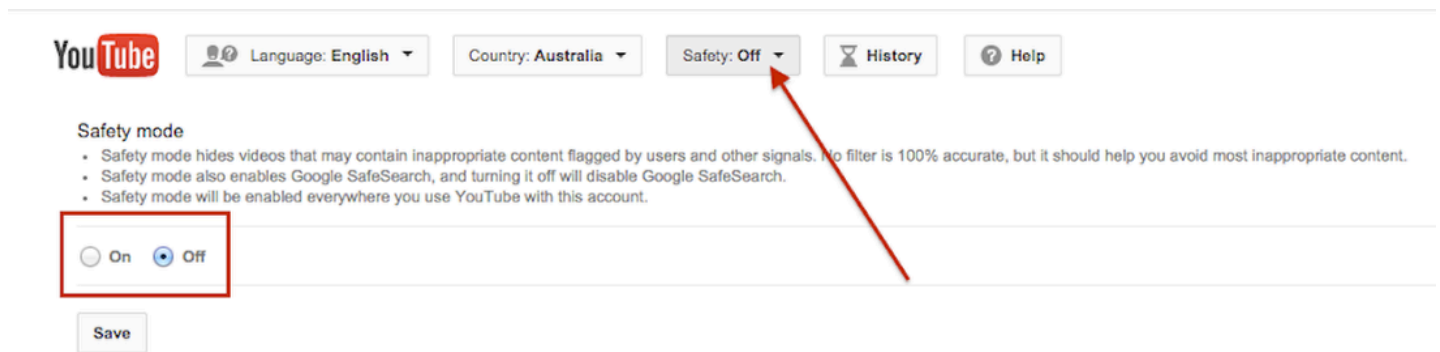 YouTube Language: English Country: Australia Safety: Off History Help
Safety mode
Safety mode hides videos that may contain inappropriate content flagged by users and other signals. No filter is 100% accurate, but it should help you avoid most inappropriate content.
Safety mode also enables Google SafeSearch, and turning it off will disable Google SafeSearch.
Safety mode will be enabled everywhere you use YouTube with this account.
On Off
Save